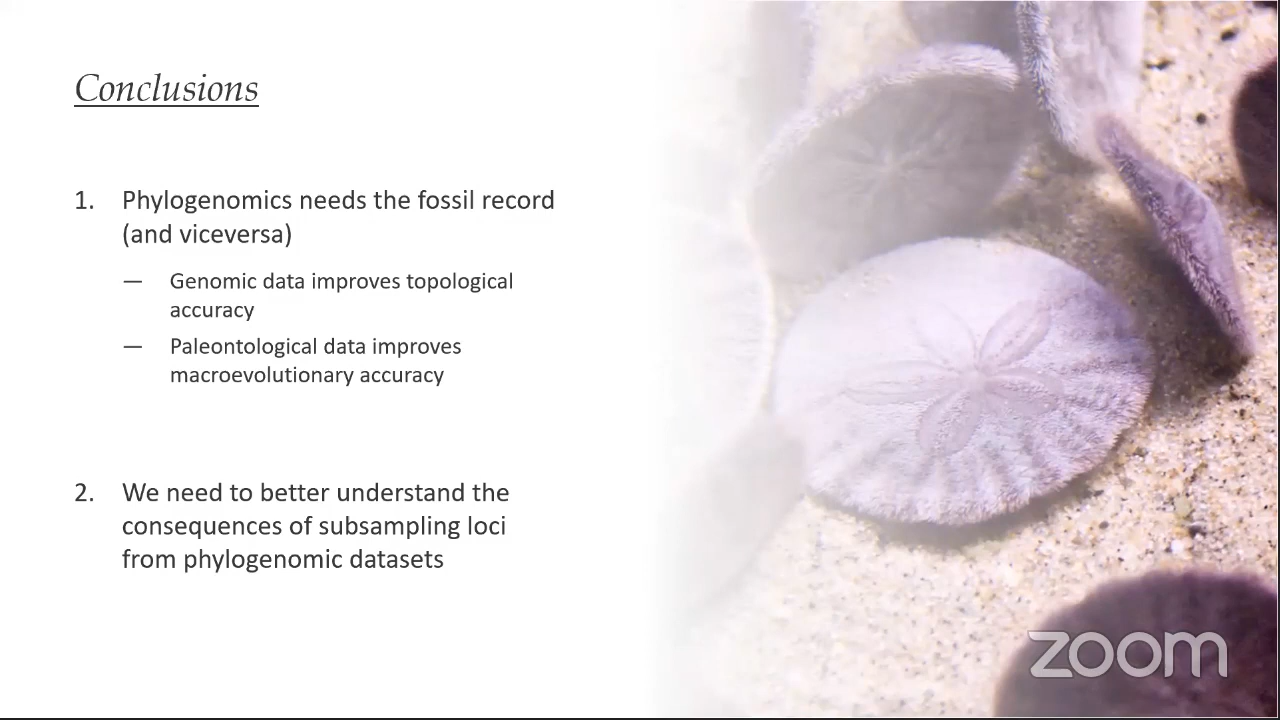 Conclusions
1. Phylogenomics needs the fossil record
(and viceversa)
— Genomic data improves topological
accuracy
— Paleontological data improves
macroevolutionary accuracy
2. We need to better understand the
consequences of subsampling loci
from phylogenomic datasets
zoom